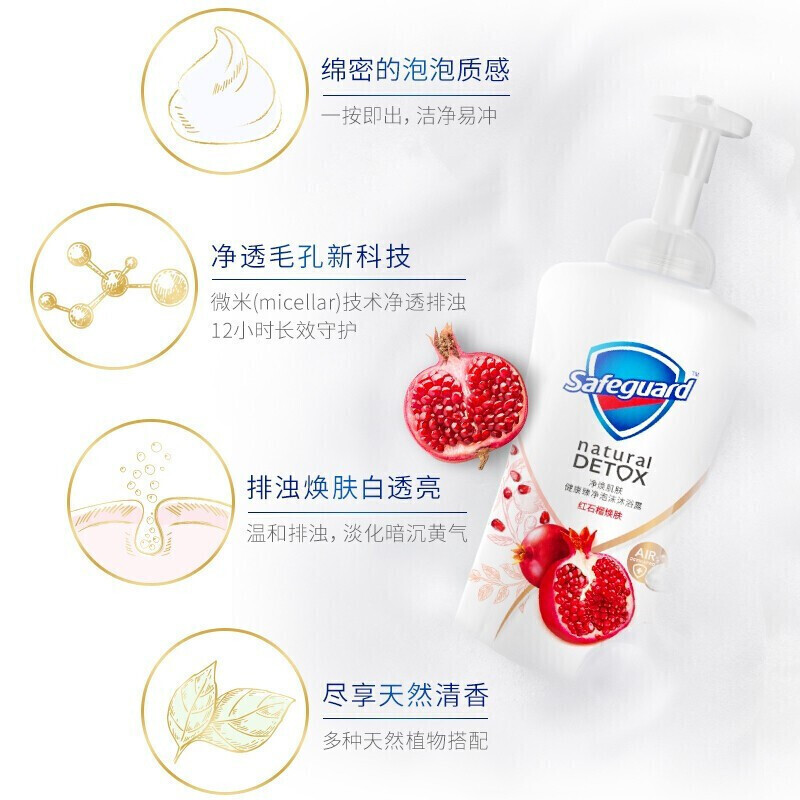 绵密的泡泡质感
一按即出，洁净易冲
净透毛孔新科技
微米(micellar)技术净透排浊
12小时长效守护
排浊焕肤白透亮
温和排浊，淡化暗沉黄气
尽享天然清香
多种天然植物搭配
Safeguard
TM
natural
DETOX
净焕肌肤
健康臻净泡沫沐浴露
红石榴焕肤
AIR